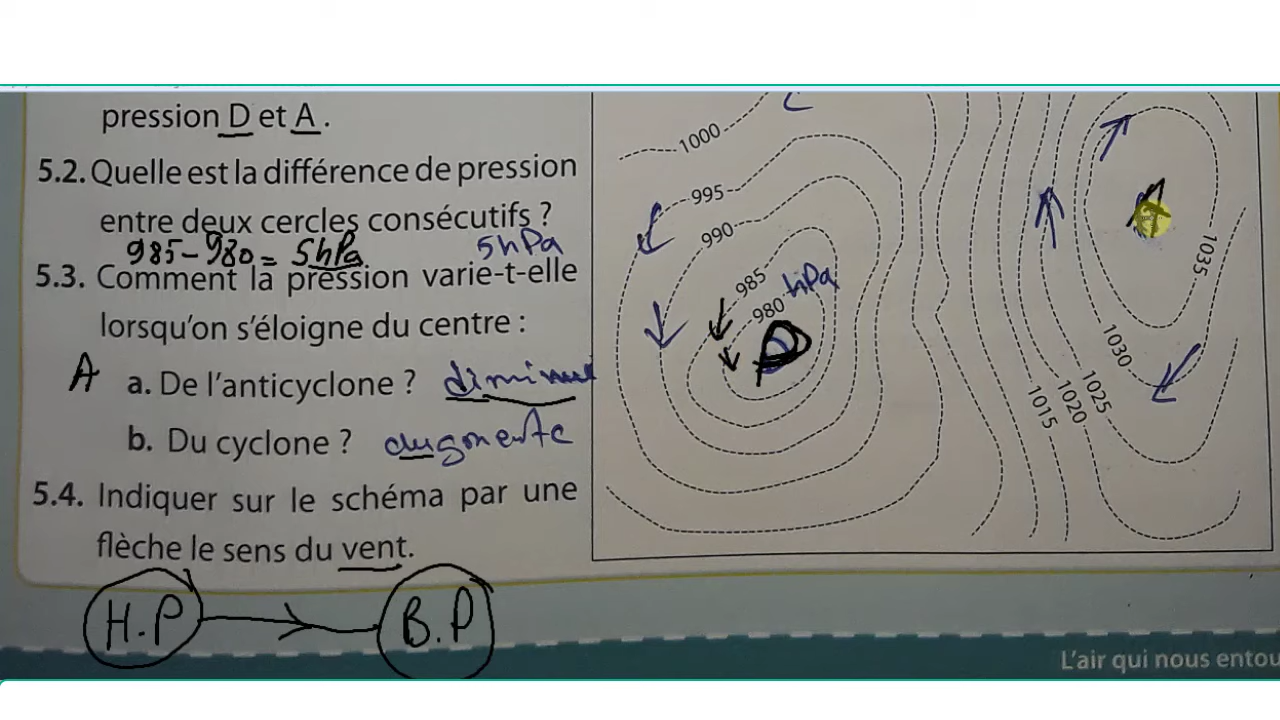 pression D et A.
5.2. Quelle est la différence de pression
entre deux cercles consécutifs ?
985-980 = 5hPa
5hPa
5.3. Comment la pression varie-t-elle
lorsqu'on s'éloigne du centre :
A a. De l'anticyclone ? diminue
b. Du cyclone ? augmente
5.4. Indiquer sur le schéma par une
flèche le sens du vent.
H.P B.P
1000
995
990
985
980 hPa
D
A
1035
1030
1025
1020
1015
L'air qui nous entou